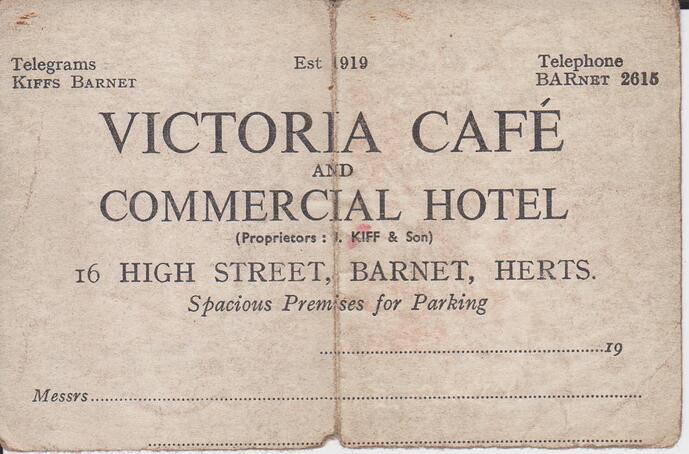 Telegrams Est 1919 Telephone
KIFFS BARNET BARNET 2615
VICTORIA CAFÉ
AND
COMMERCIAL HOTEL
(Proprietors : J. KIFF & Son)
16 HIGH STREET, BARNET, HERTS.
Spacious Premises for Parking
19
Messrs